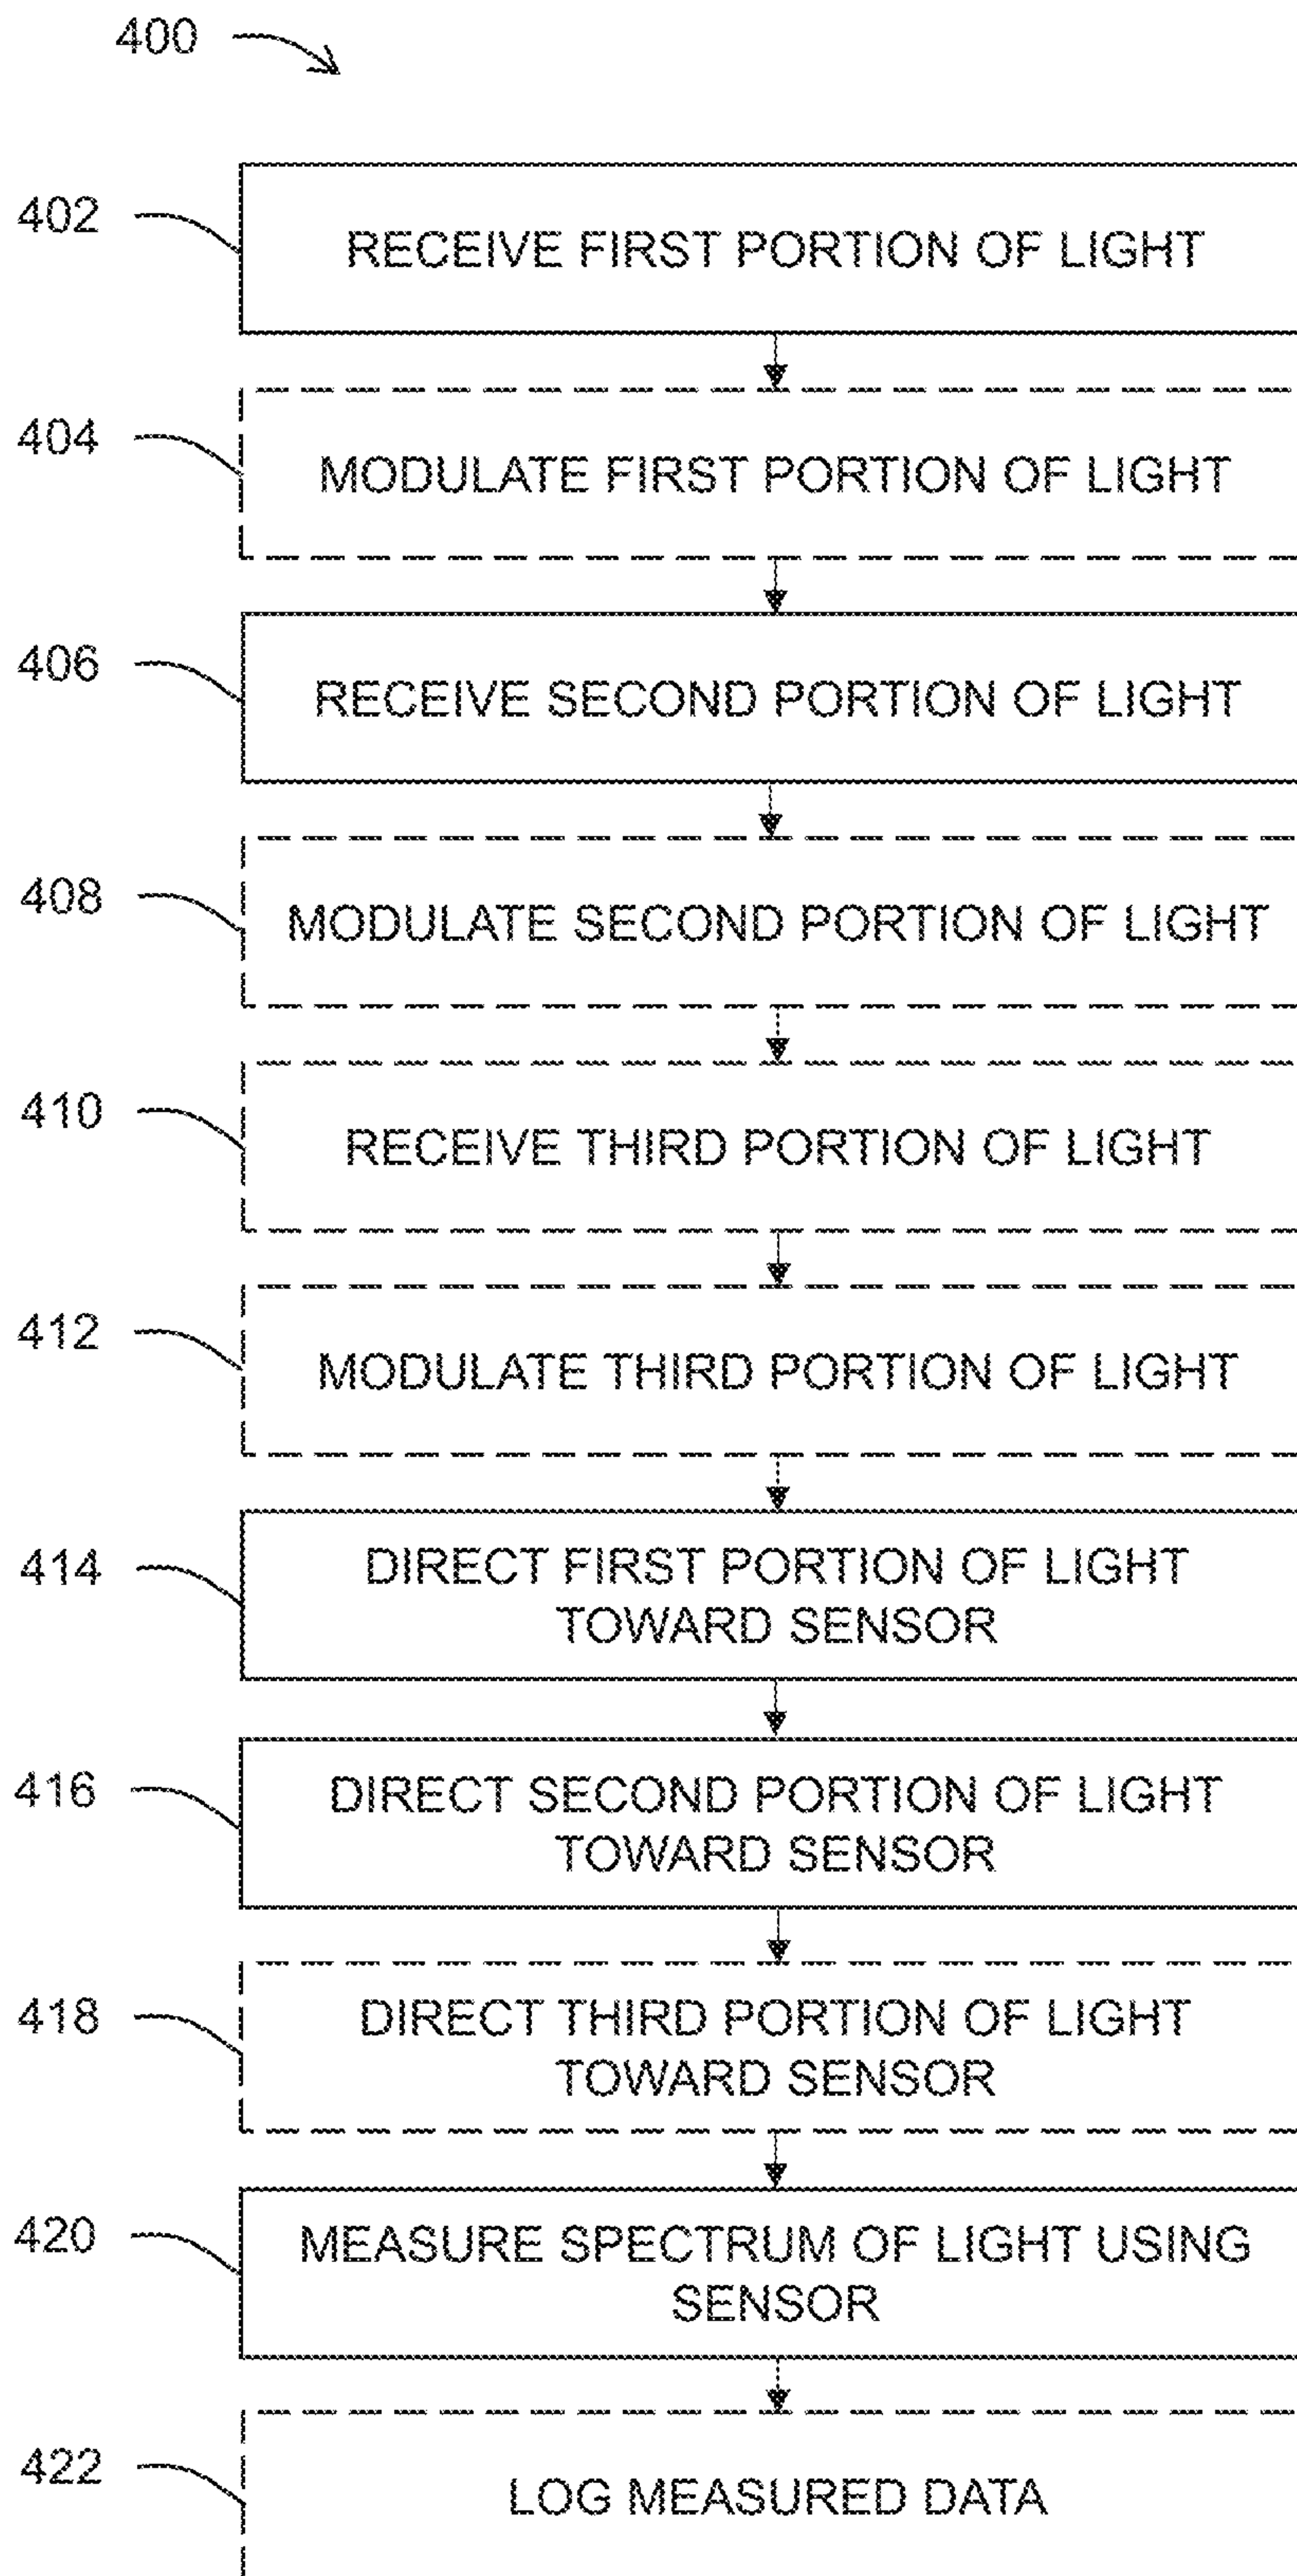 400
402
RECEIVE FIRST PORTION OF LIGHT
404
MODULATE FIRST PORTION OF LIGHT
406
RECEIVE SECOND PORTION OF LIGHT
408
MODULATE SECOND PORTION OF LIGHT
410
RECEIVE THIRD PORTION OF LIGHT
412
MODULATE THIRD PORTION OF LIGHT
414
DIRECT FIRST PORTION OF LIGHT
TOWARD SENSOR
416
DIRECT SECOND PORTION OF LIGHT
TOWARD SENSOR
418
DIRECT THIRD PORTION OF LIGHT
TOWARD SENSOR
420
MEASURE SPECTRUM OF LIGHT USING
SENSOR
422
LOG MEASURED DATA